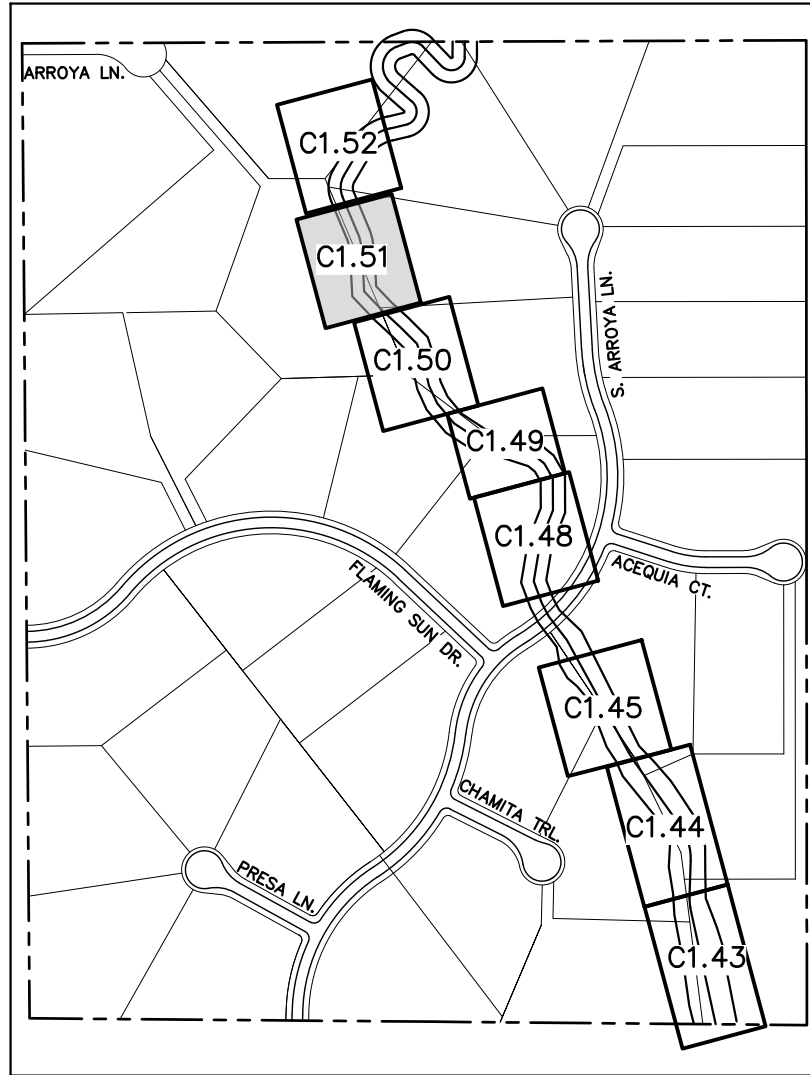 ARROYA LN.
C1.52
C1.51
S. ARROYA LN.
C1.50
C1.49
C1.48
ACEQUIA CT.
FLAMING SUN DR.
C1.45
CHAMITA TRL.
C1.44
PRESA LN.
C1.43